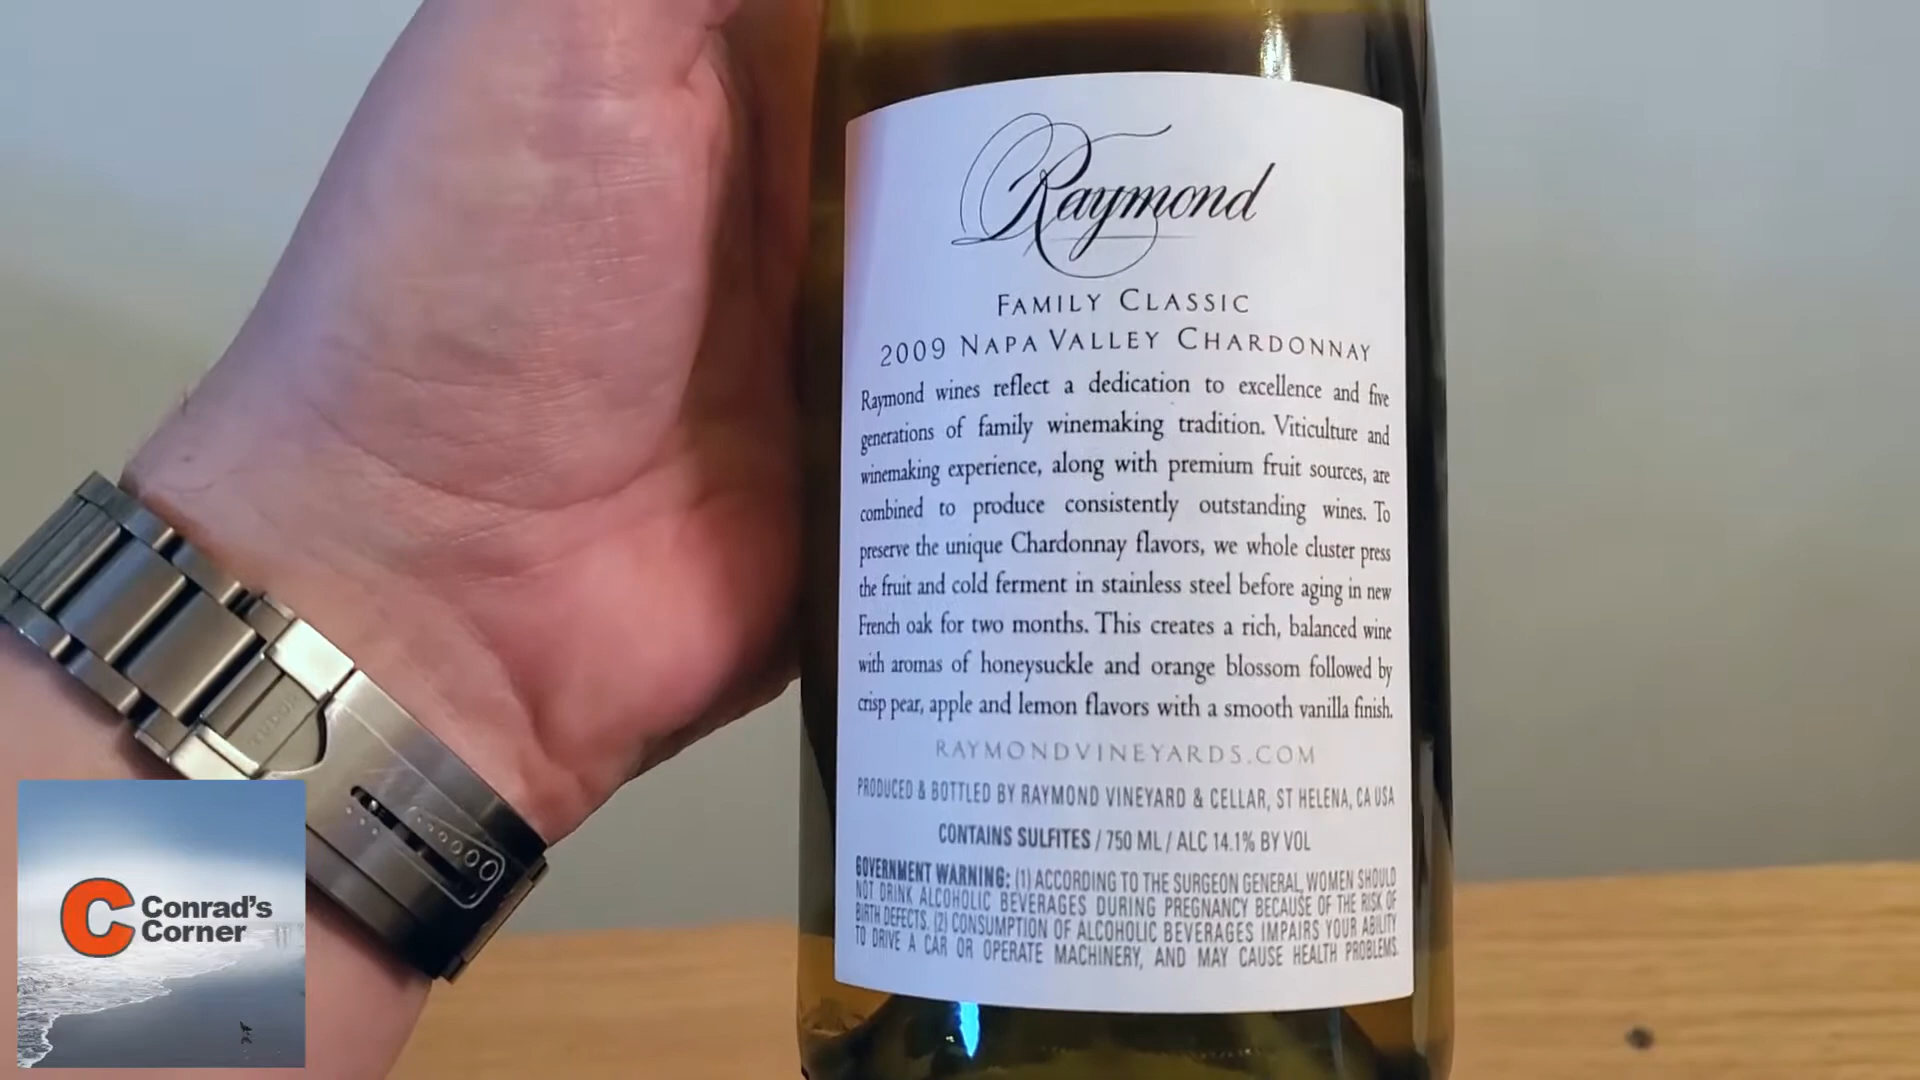 Raymond
FAMILY CLASSIC
2009 NAPA VALLEY CHARDONNAY
Raymond wines reflect a dedication to excellence and five
generations of family winemaking tradition. Viticulture and
winemaking experience, along with premium fruit sources, are
combined to produce consistently outstanding wines. To
preserve the unique Chardonnay flavors, we whole cluster press
the fruit and cold ferment in stainless steel before aging in new
French oak for two months. This creates a rich, balanced wine
with aromas of honeysuckle and orange blossom followed by
crisp pear, apple and lemon flavors with a smooth vanilla finish.
RAYMONDVINEYARDS.COM
PRODUCED & BOTTLED BY RAYMOND VINEYARD & CELLAR, ST HELENA, CA USA
CONTAINS SULFITES / 750 ML / ALC 14.1% BY VOL
GOVERNMENT WARNING: (1) ACCORDING TO THE SURGEON GENERAL, WOMEN SHOULD
NOT DRINK ALCOHOLIC BEVERAGES DURING PREGNANCY BECAUSE OF THE RISK OF
BIRTH DEFECTS. (2) CONSUMPTION OF ALCOHOLIC BEVERAGES IMPAIRS YOUR ABILITY
TO DRIVE A CAR OR OPERATE MACHINERY, AND MAY CAUSE HEALTH PROBLEMS.
TUDOR
C Conrad's
Corner